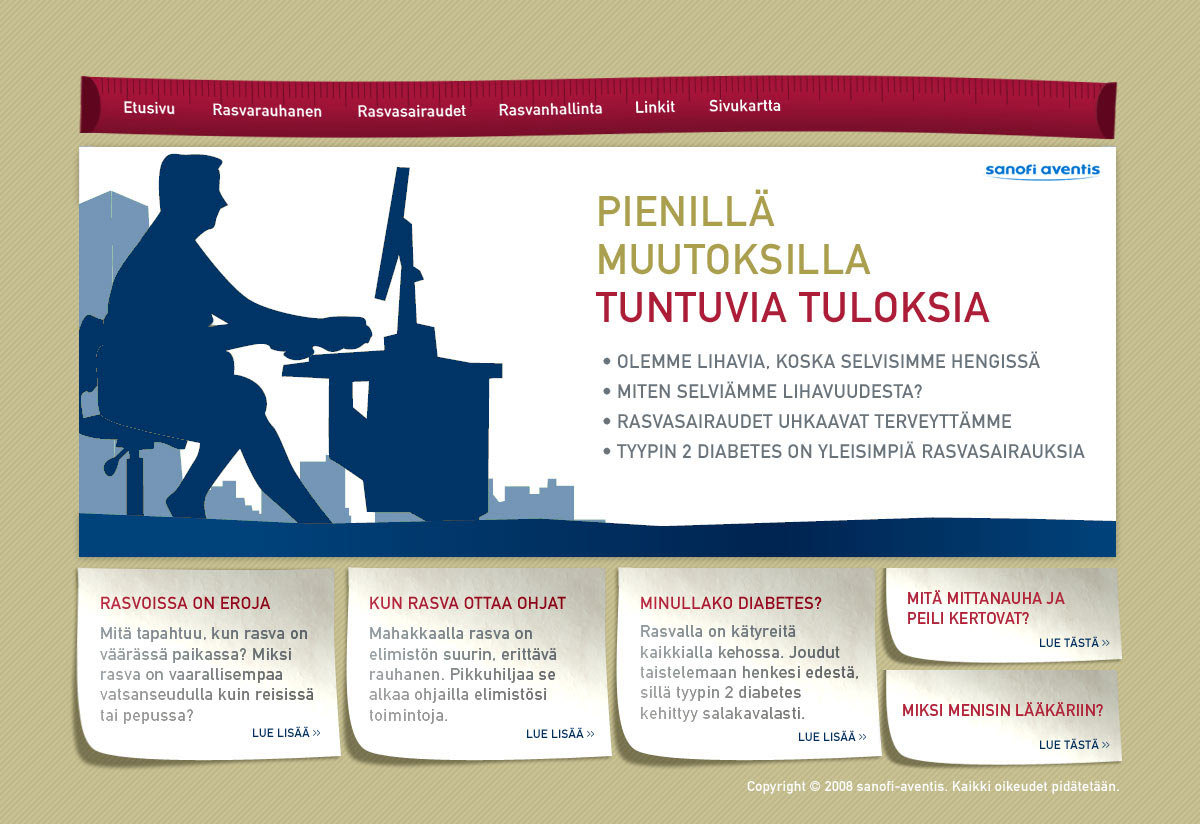 Etusivu Rasvarauhanen Rasvasairaudet Rasvanhallinta Linkit Sivukartta
sanofi aventis
PIENILLÄ
MUUTOKSILLA
TUNTUVIA TULOKSIA
• OLEMME LIHAVIA, KOSKA SELVISIMME HENGISSÄ
• MITEN SELVIÄMME LIHAVUUDESTA?
• RASVASAIRAUDET UHKAAVAT TERVEYTTÄMME
• TYYPIN 2 DIABETES ON YLEISIMPIÄ RASVASAIRAUKSIA
RASVOISSA ON EROJA
Mitä tapahtuu, kun rasva on
väärässä paikassa? Miksi
rasva on vaarallisempaa
vatsanseudulla kuin reisissä
tai pepussa?
LUE LISÄÄ »
KUN RASVA OTTAA OHJAT
Mahakkaalla rasva on
elimistön suurin, erittävä
rauhanen. Pikkuhiljaa se
alkaa ohjailla elimistösi
toimintoja.
LUE LISÄÄ »
MINULLAKO DIABETES?
Rasvalla on kätyreitä
kaikkialla kehossa. Joudut
taistelemaan henkesi edestä,
sillä tyypin 2 diabetes
kehittyy salakavalasti.
LUE LISÄÄ »
MITÄ MITTANAUHA JA
PEILI KERTOVAT?
LUE TÄSTÄ »
MIKSI MENISIN LÄÄKÄRIIN?
LUE TÄSTÄ »
Copyright © 2008 sanofi-aventis. Kaikki oikeudet pidätetään.